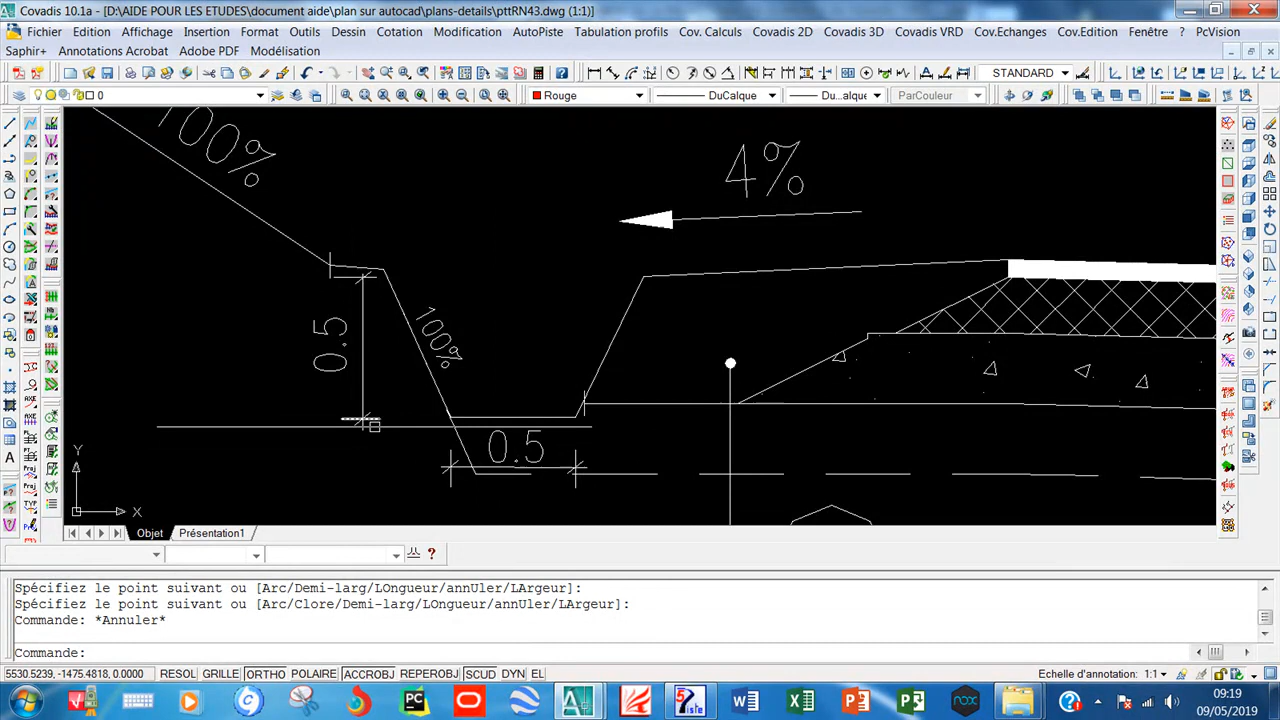 Covadis 10.1a - [D:\AIDE POUR LES ETUDES\document aide\plan sur autocad\plans-details\pttRN43.dwg (1:1)]
Fichier Edition Affichage Insertion Format Outils Dessin Cotation Modification AutoPiste Tabulation profils Cov. Calculs Covadis 2D Covadis 3D Covadis VRD Cov.Echanges Cov.Edition Fenêtre ? PcVision
Saphir+ Annotations Acrobat Adobe PDF Modélisation
STANDARD
0 Rouge DuCalque Du...alque ParCouleur
100%
4%
0.5
100%
0.5
Y
X
Objet Présentation1
Spécifiez le point suivant ou [Arc/Demi-larg/LOngueur/annUler/LArgeur]:
Spécifiez le point suivant ou [Arc/Clore/Demi-larg/LOngueur/annUler/LArgeur]:
Commande: *Annuler*
Commande:
5530.5239, -1475.4818, 0.0000 RESOL GRILLE ORTHO POLAIRE ACCROBJ REPEROBJ SCUD DYN EL Echelle d'annotation: 1:1
09:19
09/05/2019